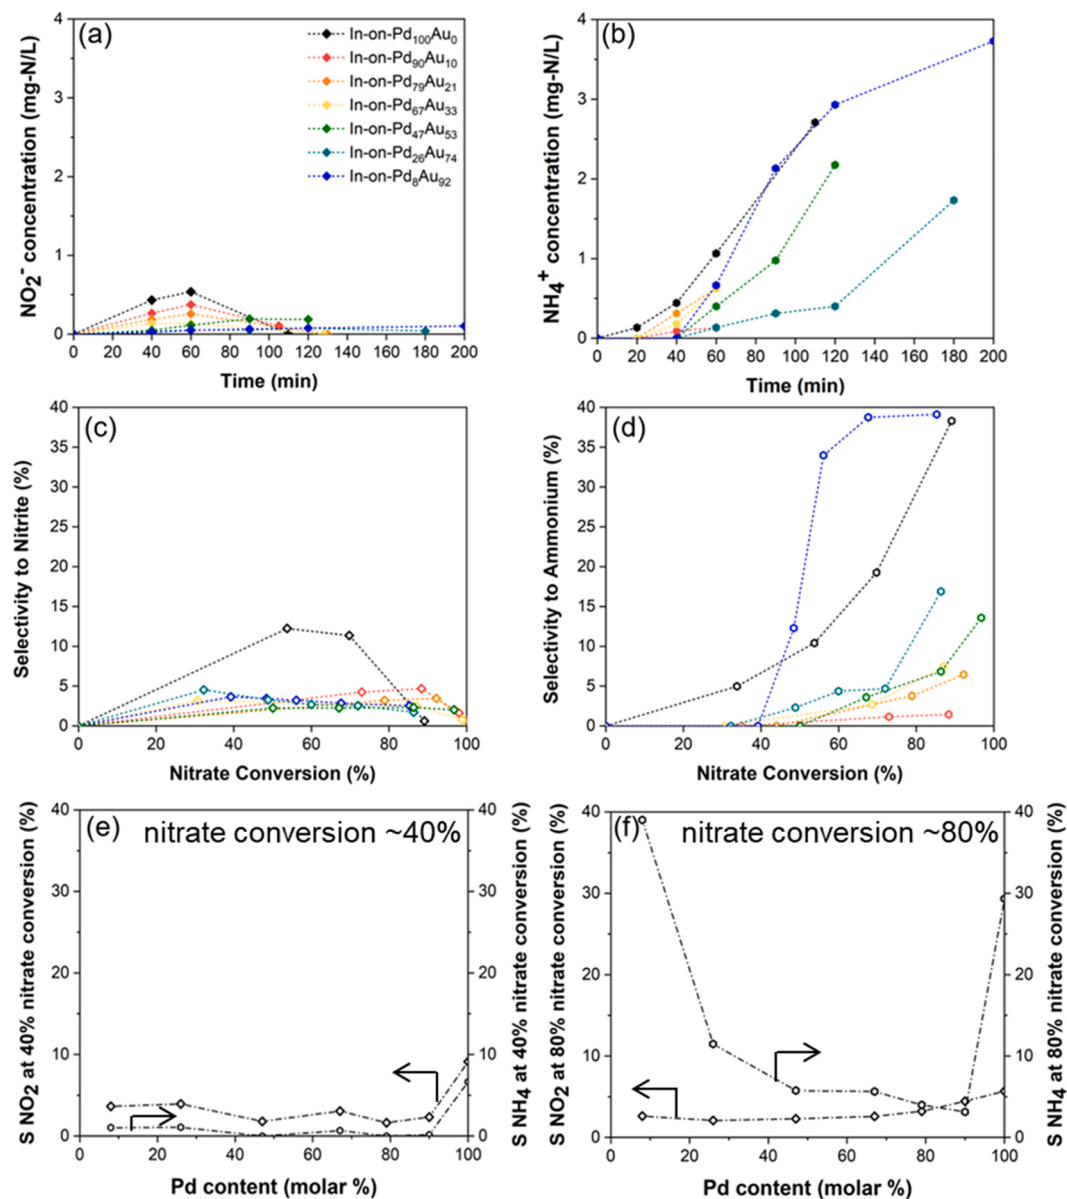 (a)
NO2- concentration (mg-N/L)
4
3
2
1
0
In-on-Pd100Au0
In-on-Pd90Au10
In-on-Pd79Au21
In-on-Pd67Au33
In-on-Pd47Au53
In-on-Pd26Au74
In-on-Pd8Au92
0 20 40 60 80 100 120 140 160 180 200
Time (min)
(b)
NH4+ concentration (mg-N/L)
4
3
2
1
0
0 20 40 60 80 100 120 140 160 180 200
Time (min)
(c)
Selectivity to Nitrite (%)
40
35
30
25
20
15
10
5
0
0 20 40 60 80 100
Nitrate Conversion (%)
(d)
Selectivity to Ammonium (%)
40
35
30
25
20
15
10
5
0
0 20 40 60 80 100
Nitrate Conversion (%)
(e) nitrate conversion ~40%
S NO2 at 40% nitrate conversion (%)
40
30
20
10
0
40
30
20
10
0
S NH4 at 40% nitrate conversion (%)
0 20 40 60 80 100
Pd content (molar %)
(f) nitrate conversion ~80%
S NO2 at 80% nitrate conversion (%)
40
30
20
10
0
40
30
20
10
0
S NH4 at 80% nitrate conversion (%)
0 20 40 60 80 100
Pd content (molar %)